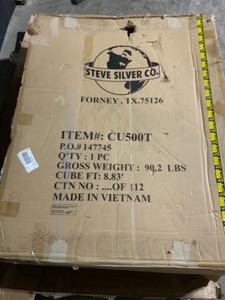 STEVE SILVER CO.
FORNEY, TX. 75126
ITEM#: CU500T
P.O.# 147745
Q'TY : 1 PC
GROSS WEIGHT : 90.2 LBS
CUBE FT: 8.83'
CTN NO : ....OF 112
MADE IN VIETNAM